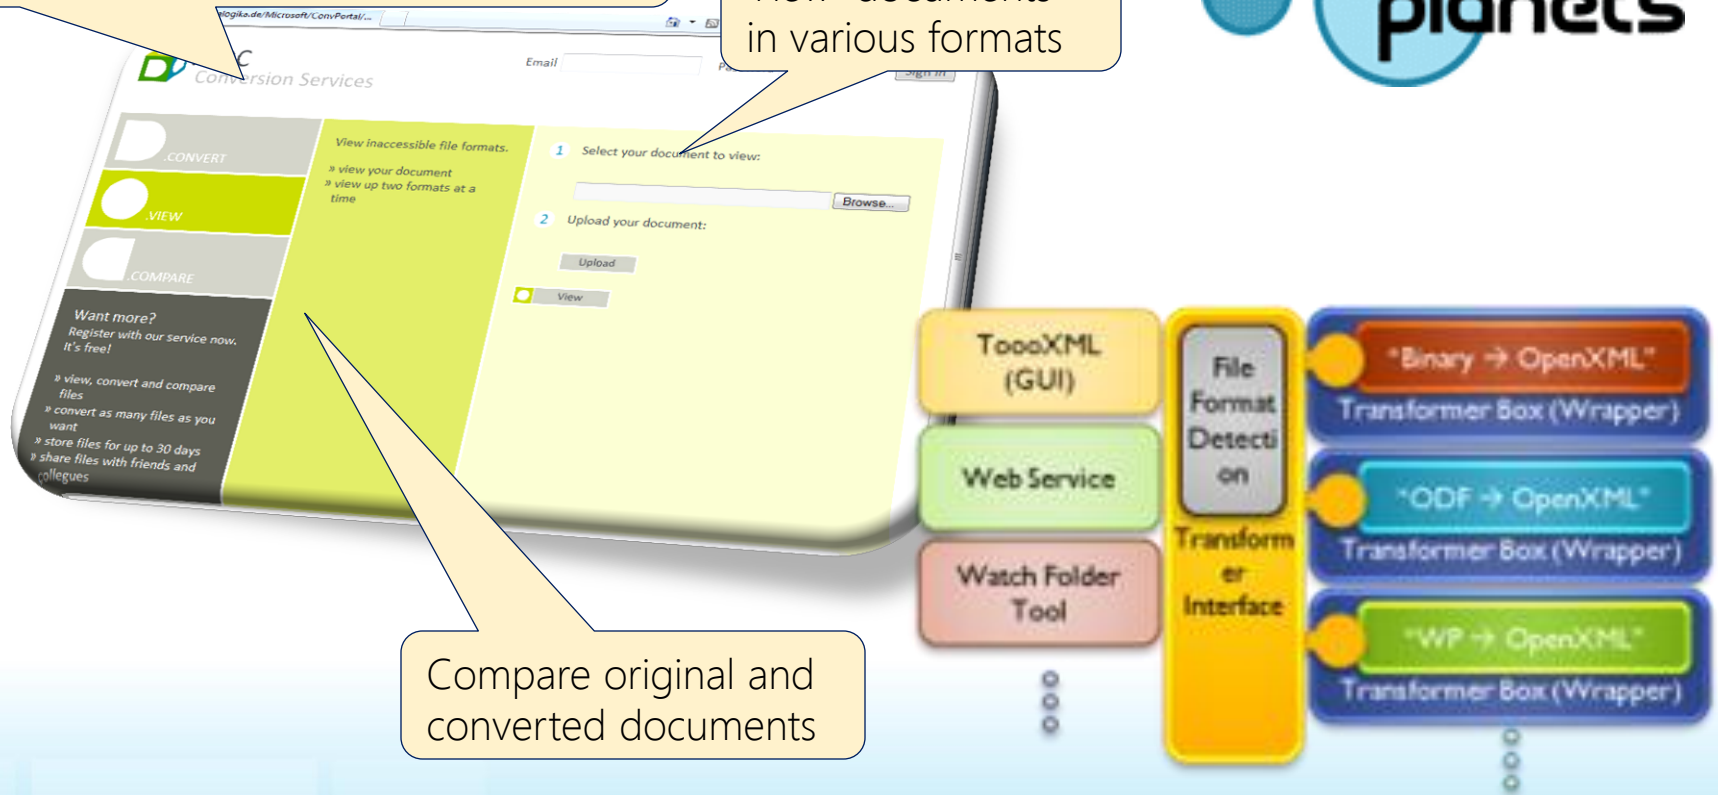 elogika.de/Microsoft/ConvPortal/...
documents
in various formats
planets
C
Conversion Services
Email
Sign In
.CONVERT
.VIEW
.COMPARE
View inaccessible file formats.
» view your document
» view up two formats at a
time
1 Select your document to view:
Browse...
2 Upload your document:
Upload
View
Want more?
Register with our service now.
It's free!
» view, convert and compare
files
» convert as many files as you
want
» store files for up to 30 days
» share files with friends and
collegues
Compare original and
converted documents
ToooXML
(GUI)
Web Service
Watch Folder
Tool
File
Format
Detecti
on
Transform
er
Interface
"Binary → OpenXML"
Transformer Box (Wrapper)
"ODF → OpenXML"
Transformer Box (Wrapper)
"WP → OpenXML"
Transformer Box (Wrapper)